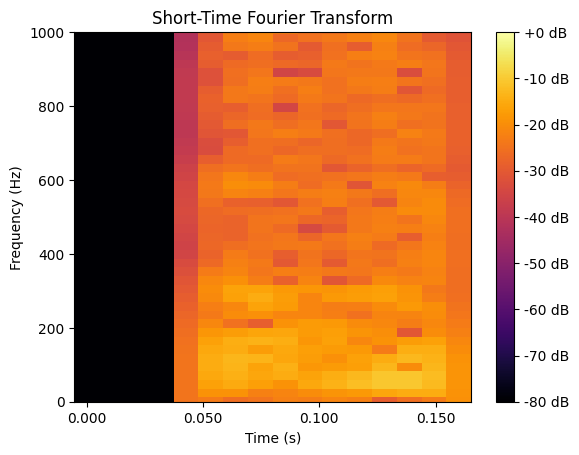 Short-Time Fourier Transform
1000
800
600
400
200
0
Frequency (Hz)
0.000
0.050
0.100
0.150
Time (s)
+0 dB
-10 dB
-20 dB
-30 dB
-40 dB
-50 dB
-60 dB
-70 dB
-80 dB